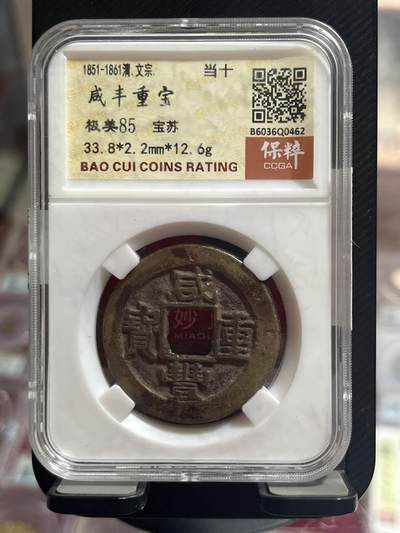 1851-1861清.文宗. 当十
咸丰重宝
极美85 宝苏
B6036Q0462
33.8*2.2mm*12.6g
保粹
CCGA
BAO CUI COINS RATING
咸
寳 妙 重
MIAOI
豐